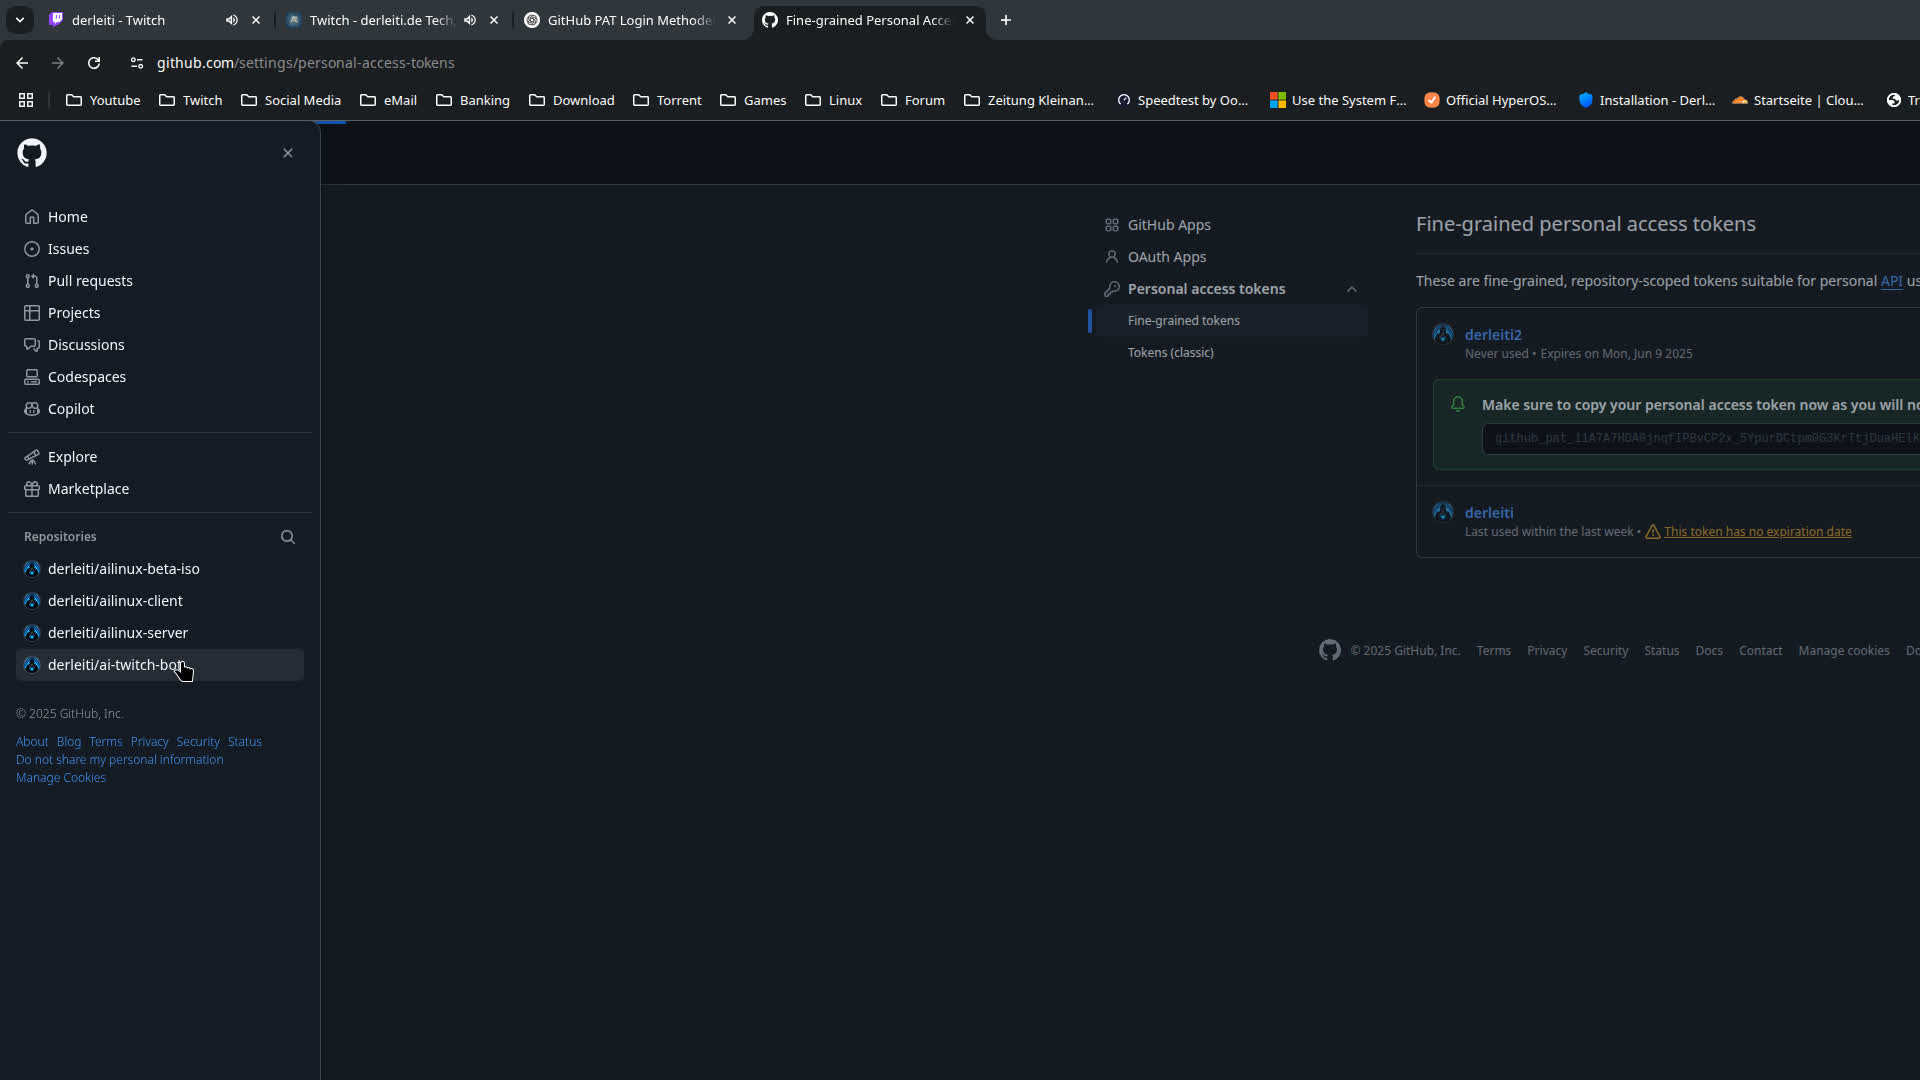 derleiti - Twitch
Twitch - derleiti.de Tech
GitHub PAT Login Methode
Fine-grained Personal Acce
github.com/settings/personal-access-tokens
Youtube
Twitch
Social Media
eMail
Banking
Download
Torrent
Games
Linux
Forum
Zeitung Kleinan...
Speedtest by Oo...
Use the System F...
Official HyperOS...
Installation - Derl...
Startseite | Clou...
Tr
Home
Issues
Pull requests
Projects
Discussions
Codespaces
Copilot
Explore
Marketplace
Repositories
derleiti/ailinux-beta-iso
derleiti/ailinux-client
derleiti/ailinux-server
derleiti/ai-twitch-bot
© 2025 GitHub, Inc.
About Blog Terms Privacy Security Status
Do not share my personal information
Manage Cookies
GitHub Apps
OAuth Apps
Personal access tokens
Fine-grained tokens
Tokens (classic)
Fine-grained personal access tokens
These are fine-grained, repository-scoped tokens suitable for personal API us
derleiti2
Never used • Expires on Mon, Jun 9 2025
Make sure to copy your personal access token now as you will no
derleiti
Last used within the last week • This token has no expiration date
© 2025 GitHub, Inc. Terms Privacy Security Status Docs Contact Manage cookies Do